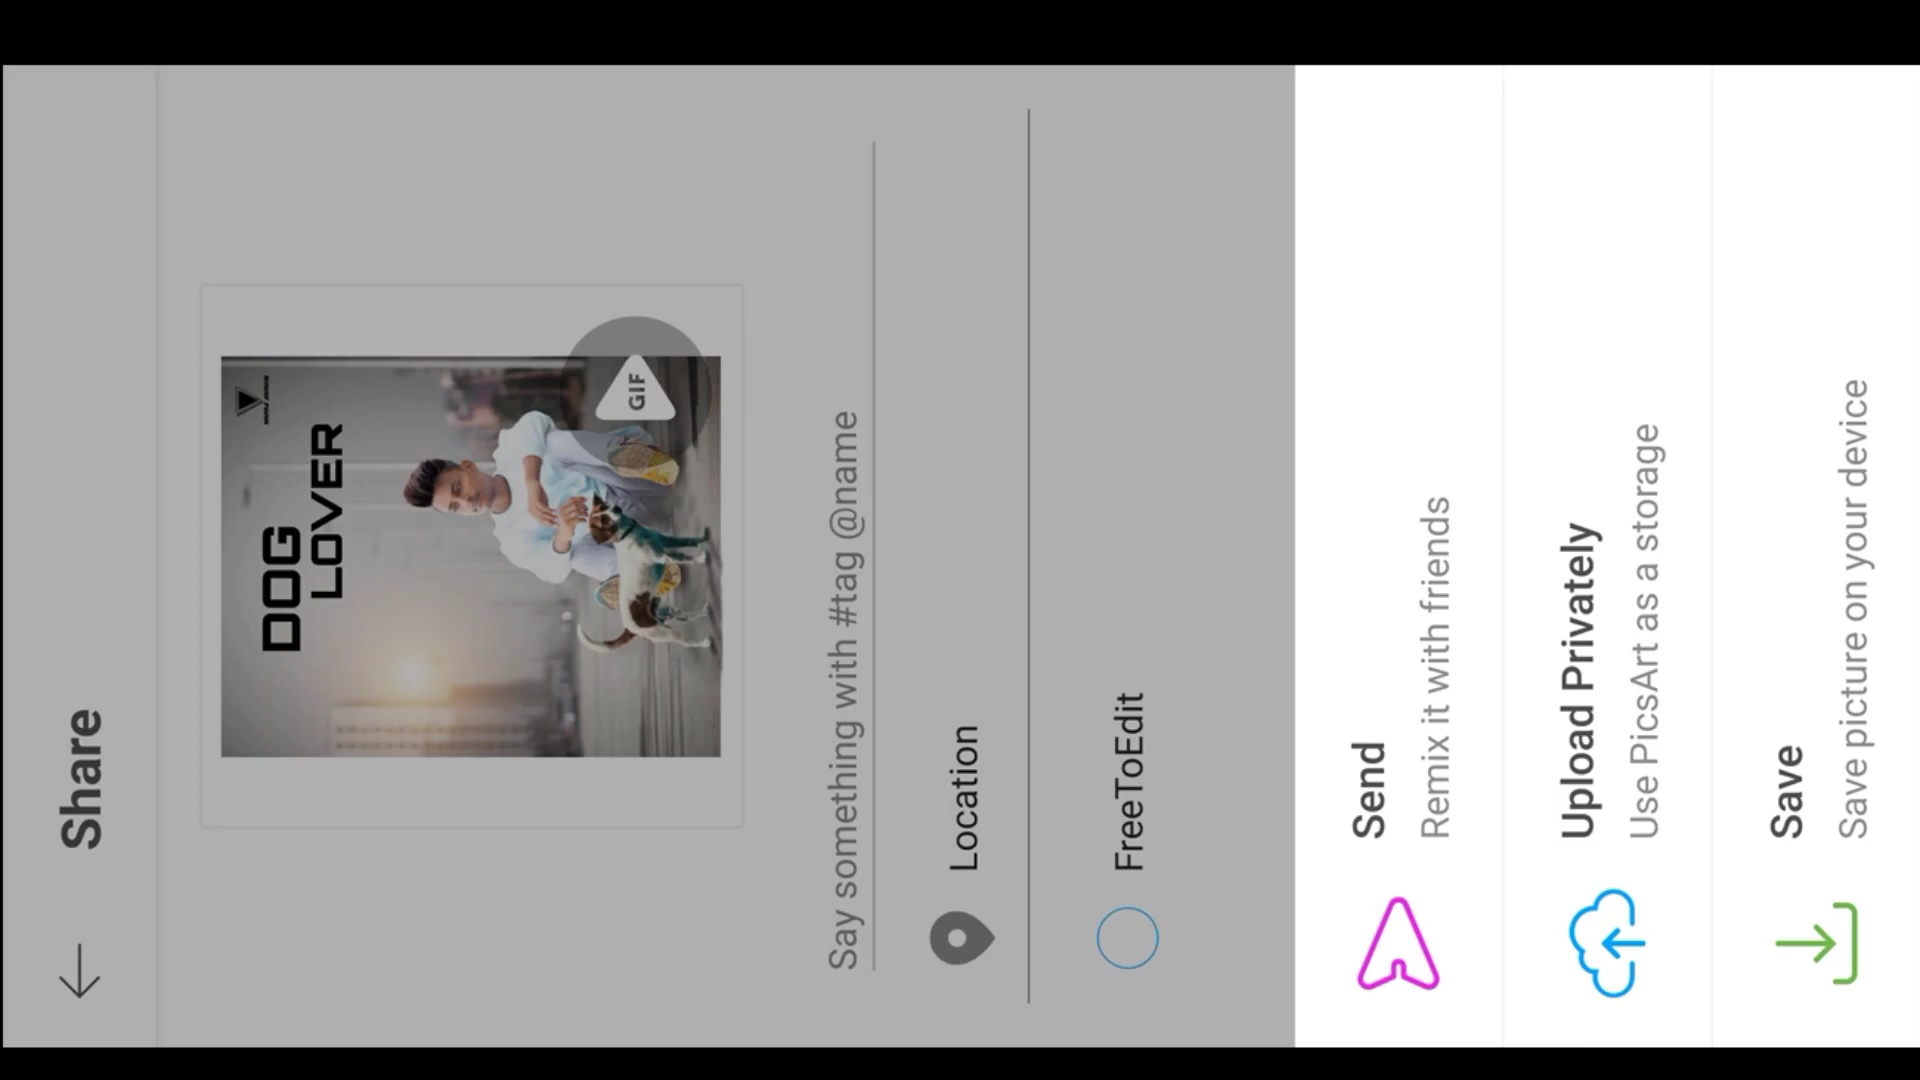 Share
DOG
LOVER
GIF
Say something with #tag @name
Location
FreeToEdit
Send
Remix it with friends
Upload Privately
Use PicsArt as a storage
Save
Save picture on your device